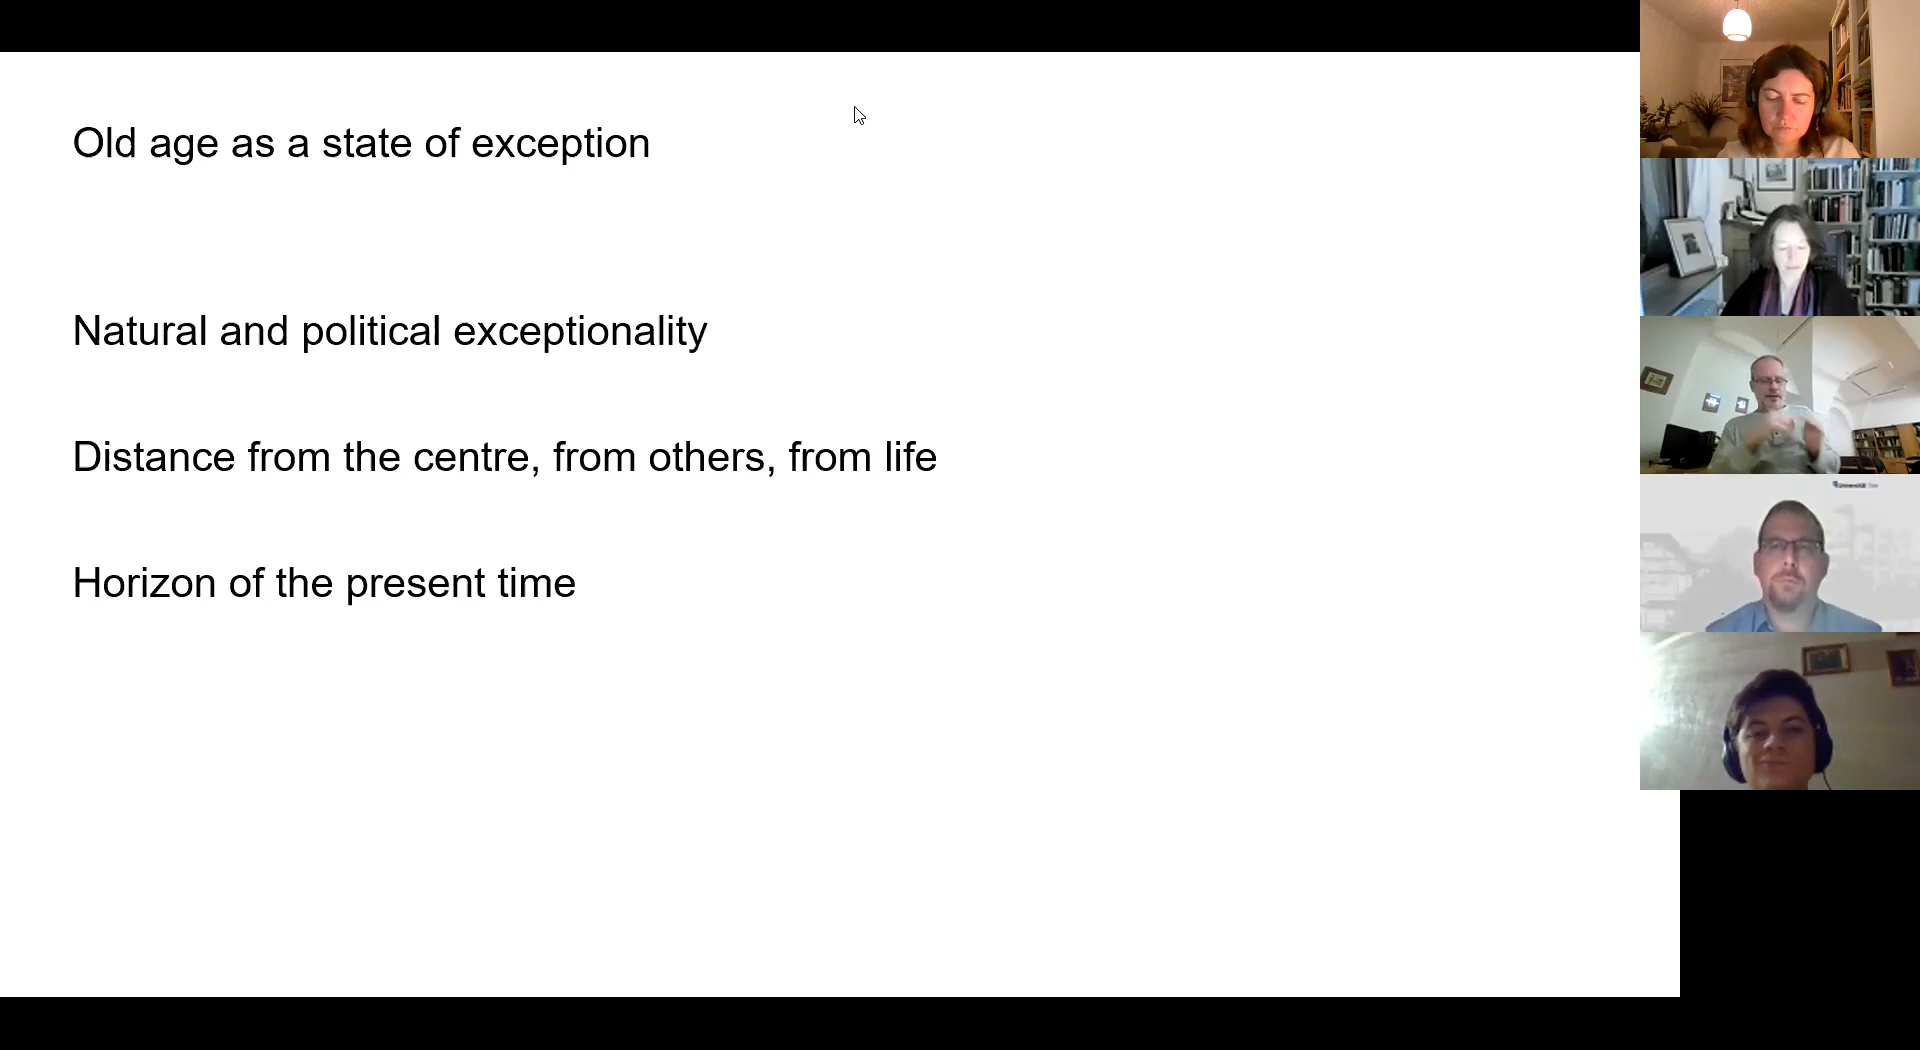 Old age as a state of exception
Natural and political exceptionality
Distance from the centre, from others, from life
Horizon of the present time